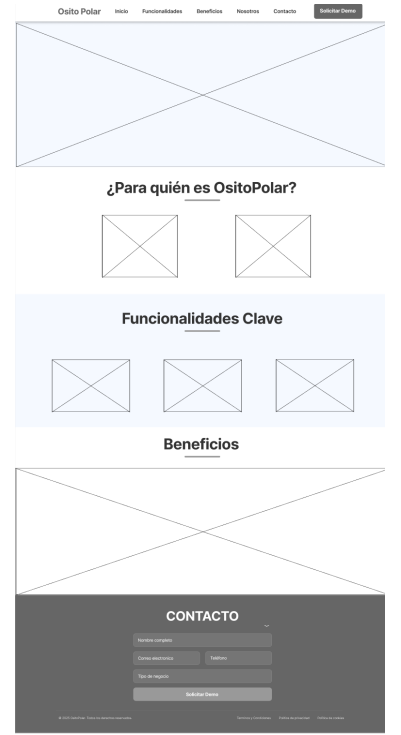 Osito Polar Inicio Funcionalidades Beneficios Nosotros Contacto Solicitar Demo
¿Para quién es OsitoPolar?
Funcionalidades Clave
Beneficios
CONTACTO
Nombre completo
Correo electrónico Teléfono
Tipo de negocio
Solicitar Demo
© 2025 OsitoPolar. Todos los derechos reservados. Términos y Condiciones Política de privacidad Política de cookies